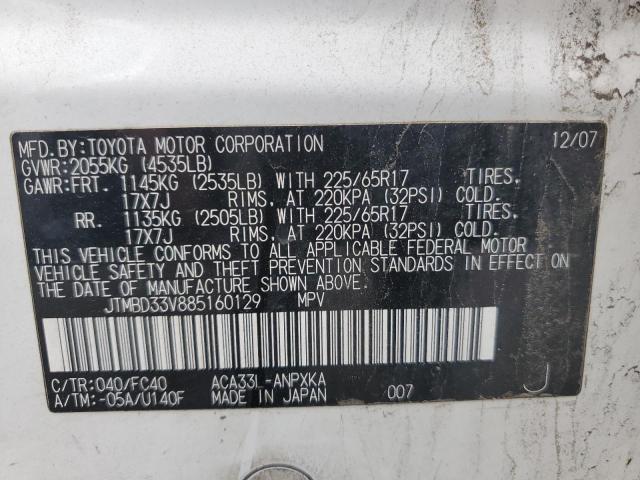 MFD.BY:TOYOTA MOTOR CORPORATION 12/07
GVWR:2055KG (4535LB)
GAWR:FRT. 1145KG (2535LB) WITH 225/65R17 TIRES.
17X7J RIMS, AT 220KPA (32PSI) COLD.
RR. 1135KG (2505LB) WITH 225/65R17 TIRES.
17X7J RIMS, AT 220KPA (32PSI) COLD.
THIS VEHICLE CONFORMS TO ALL APPLICABLE FEDERAL MOTOR
VEHICLE SAFETY AND THEFT PREVENTION STANDARDS IN EFFECT ON
THE DATE OF MANUFACTURE SHOWN ABOVE.
JTMBD33V885160129 MPV
C/TR:040/FC40 ACA33L-ANPXKA
A/TM:-05A/U140F MADE IN JAPAN 007 J